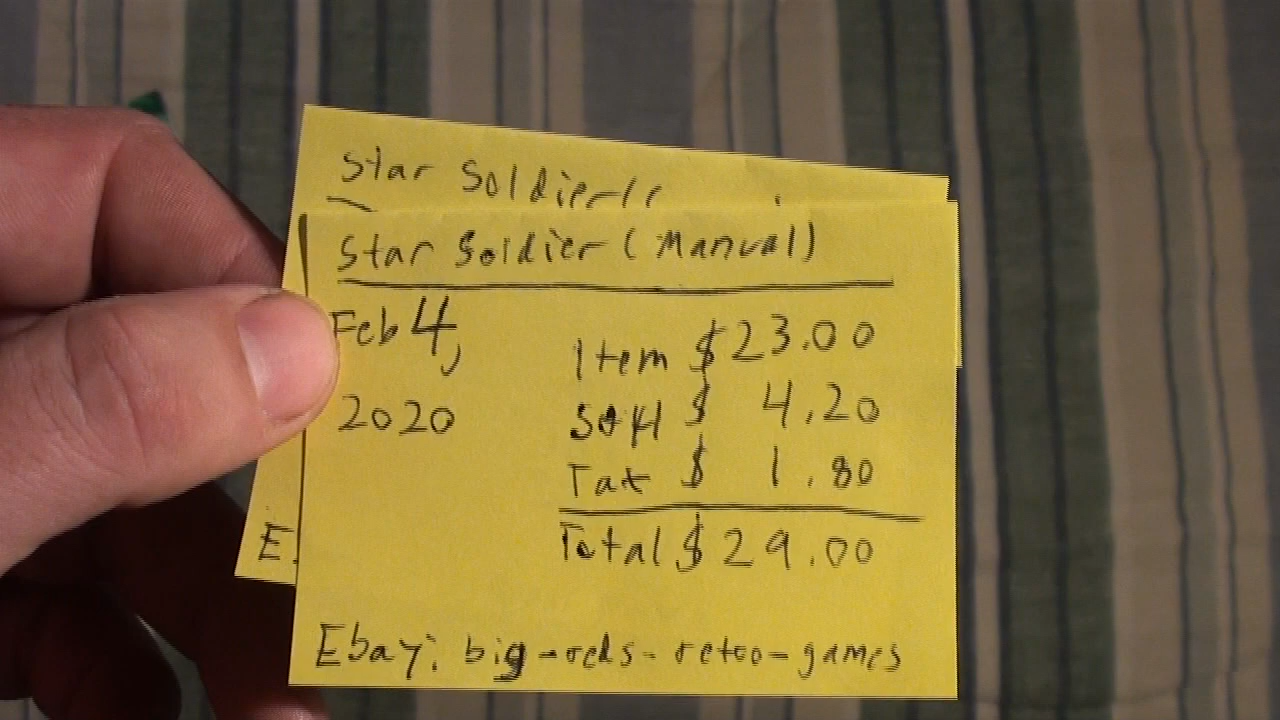 Star Soldier
Star Soldier (Manual)
Feb 4,
2020
Item $23.00
S&H $ 4.20
Tax $ 1.80
Total $29.00
E
Ebay: big-reds-retro-games